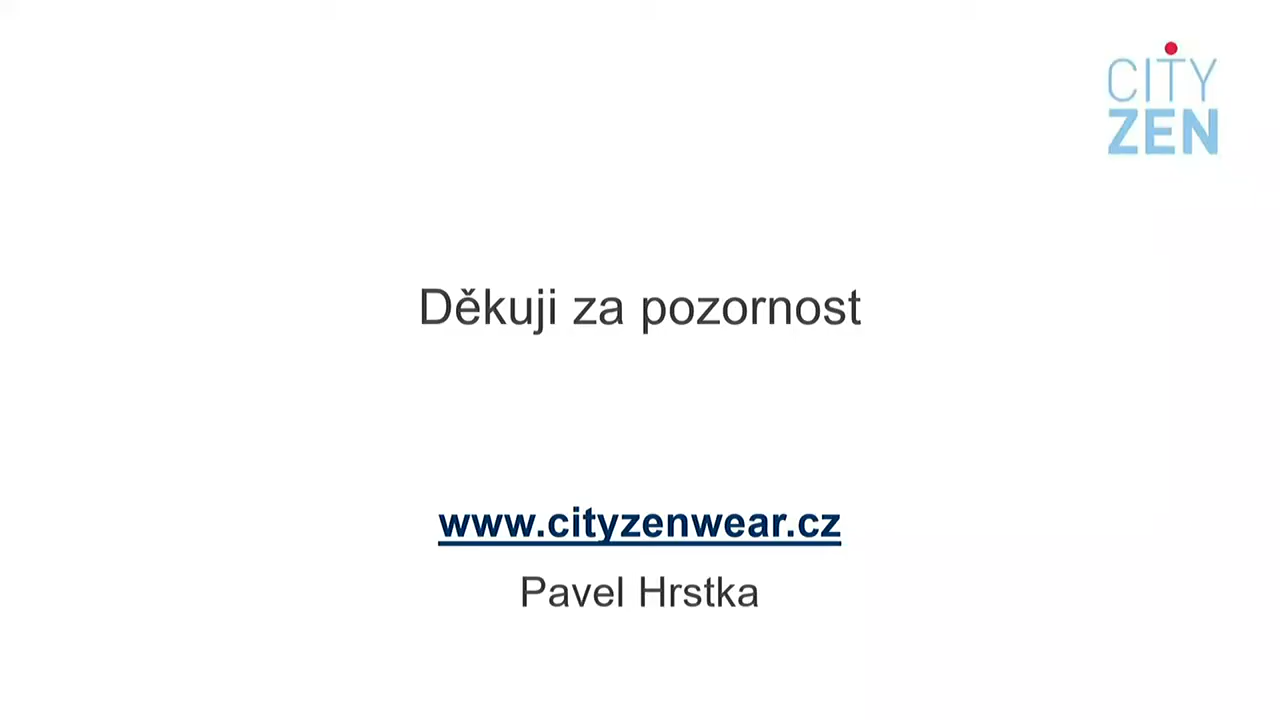 CITY
ZEN
Děkuji za pozornost
www.cityzenwear.cz
Pavel Hrstka